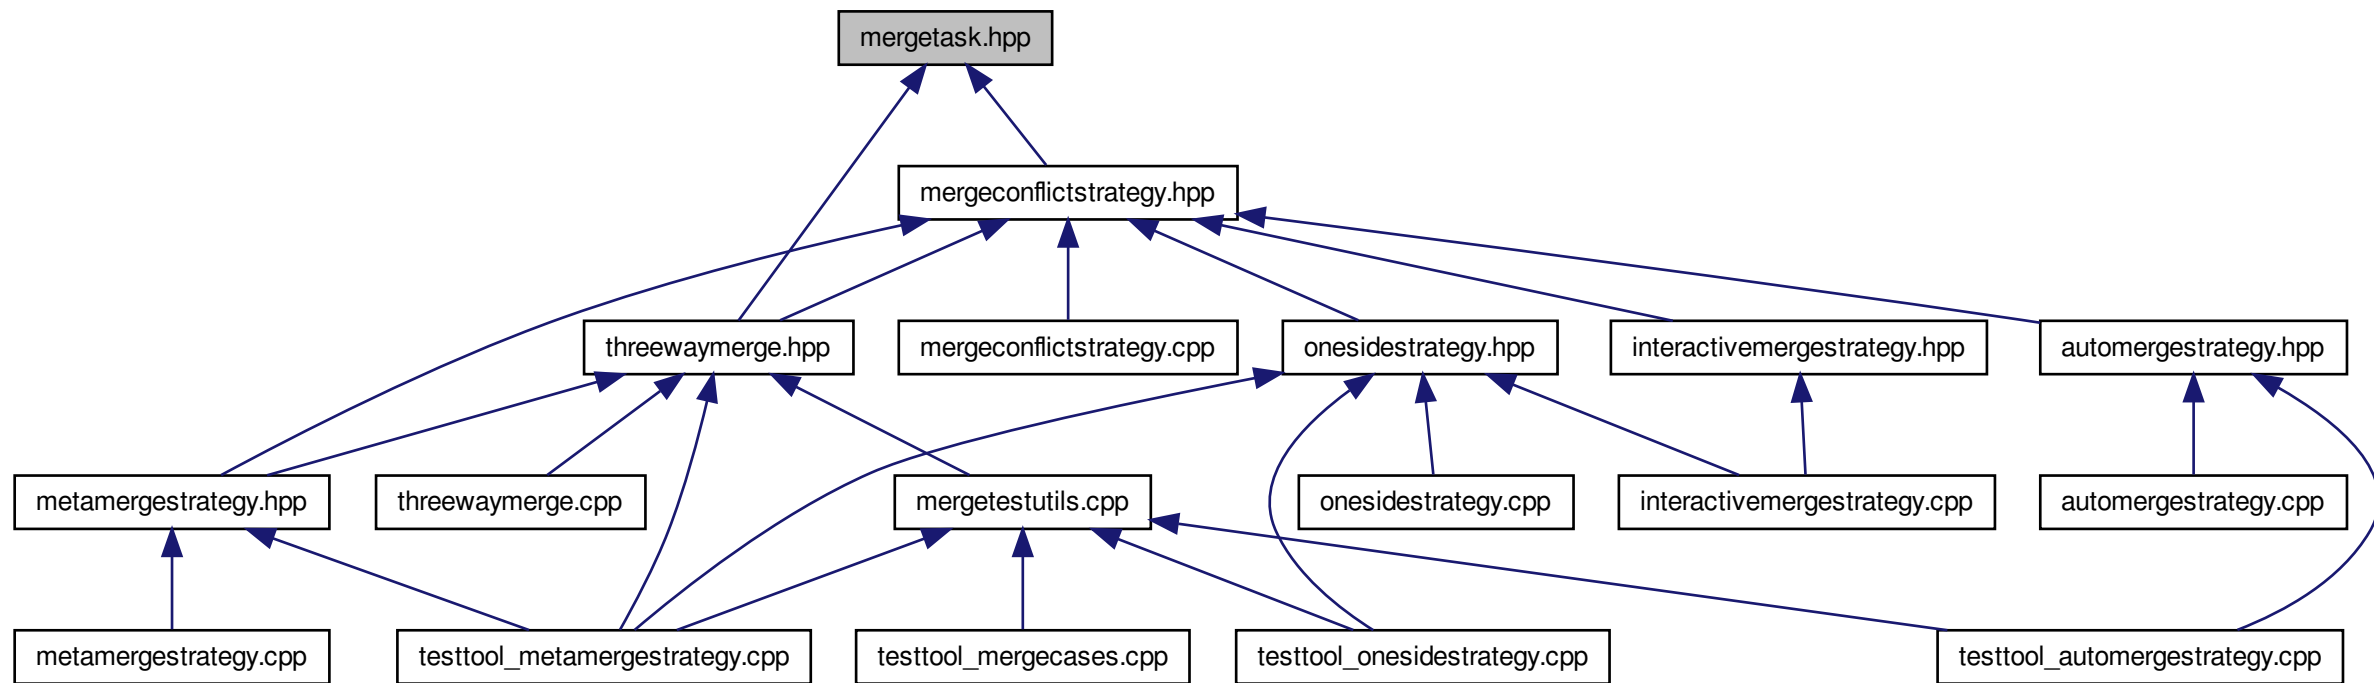 mergetask.hpp
mergeconflictstrategy.hpp
threewaymerge.hpp
mergeconflictstrategy.cpp
onesidestrategy.hpp
interactivemergestrategy.hpp
automergestrategy.hpp
metamergestrategy.hpp
threewaymerge.cpp
mergetestutils.cpp
onesidestrategy.cpp
interactivemergestrategy.cpp
automergestrategy.cpp
metamergestrategy.cpp
testtool_metamergestrategy.cpp
testtool_mergecases.cpp
testtool_onesidestrategy.cpp
testtool_automergestrategy.cpp